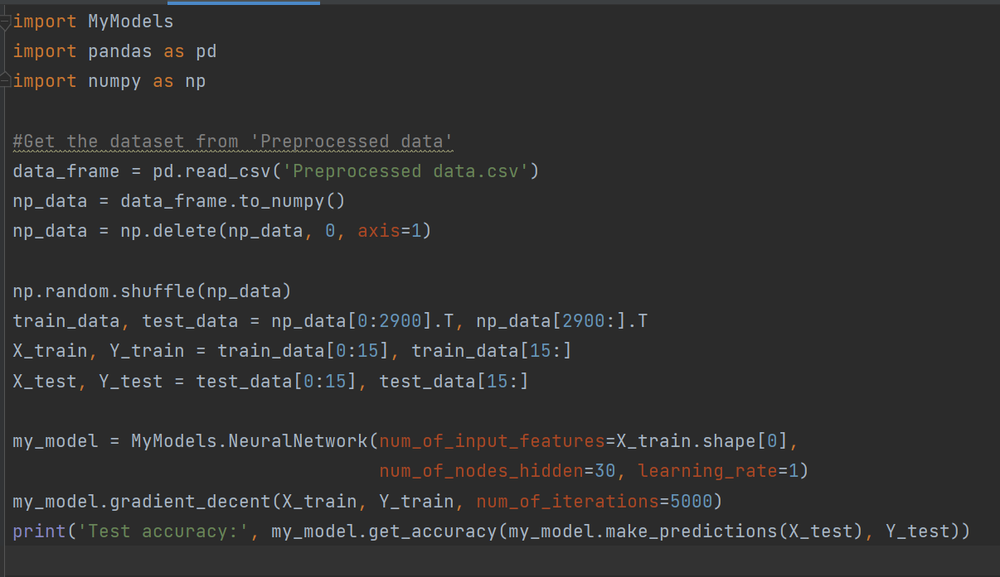 import MyModels
import pandas as pd
import numpy as np
#Get the dataset from 'Preprocessed data'
data_frame = pd.read_csv('Preprocessed data.csv')
np_data = data_frame.to_numpy()
np_data = np.delete(np_data, 0, axis=1)
np.random.shuffle(np_data)
train_data, test_data = np_data[0:2900].T, np_data[2900:].T
X_train, Y_train = train_data[0:15], train_data[15:]
X_test, Y_test = test_data[0:15], test_data[15:]
my_model = MyModels.NeuralNetwork(num_of_input_features=X_train.shape[0],
num_of_nodes_hidden=30, learning_rate=1)
my_model.gradient_decent(X_train, Y_train, num_of_iterations=5000)
print('Test accuracy:', my_model.get_accuracy(my_model.make_predictions(X_test), Y_test))